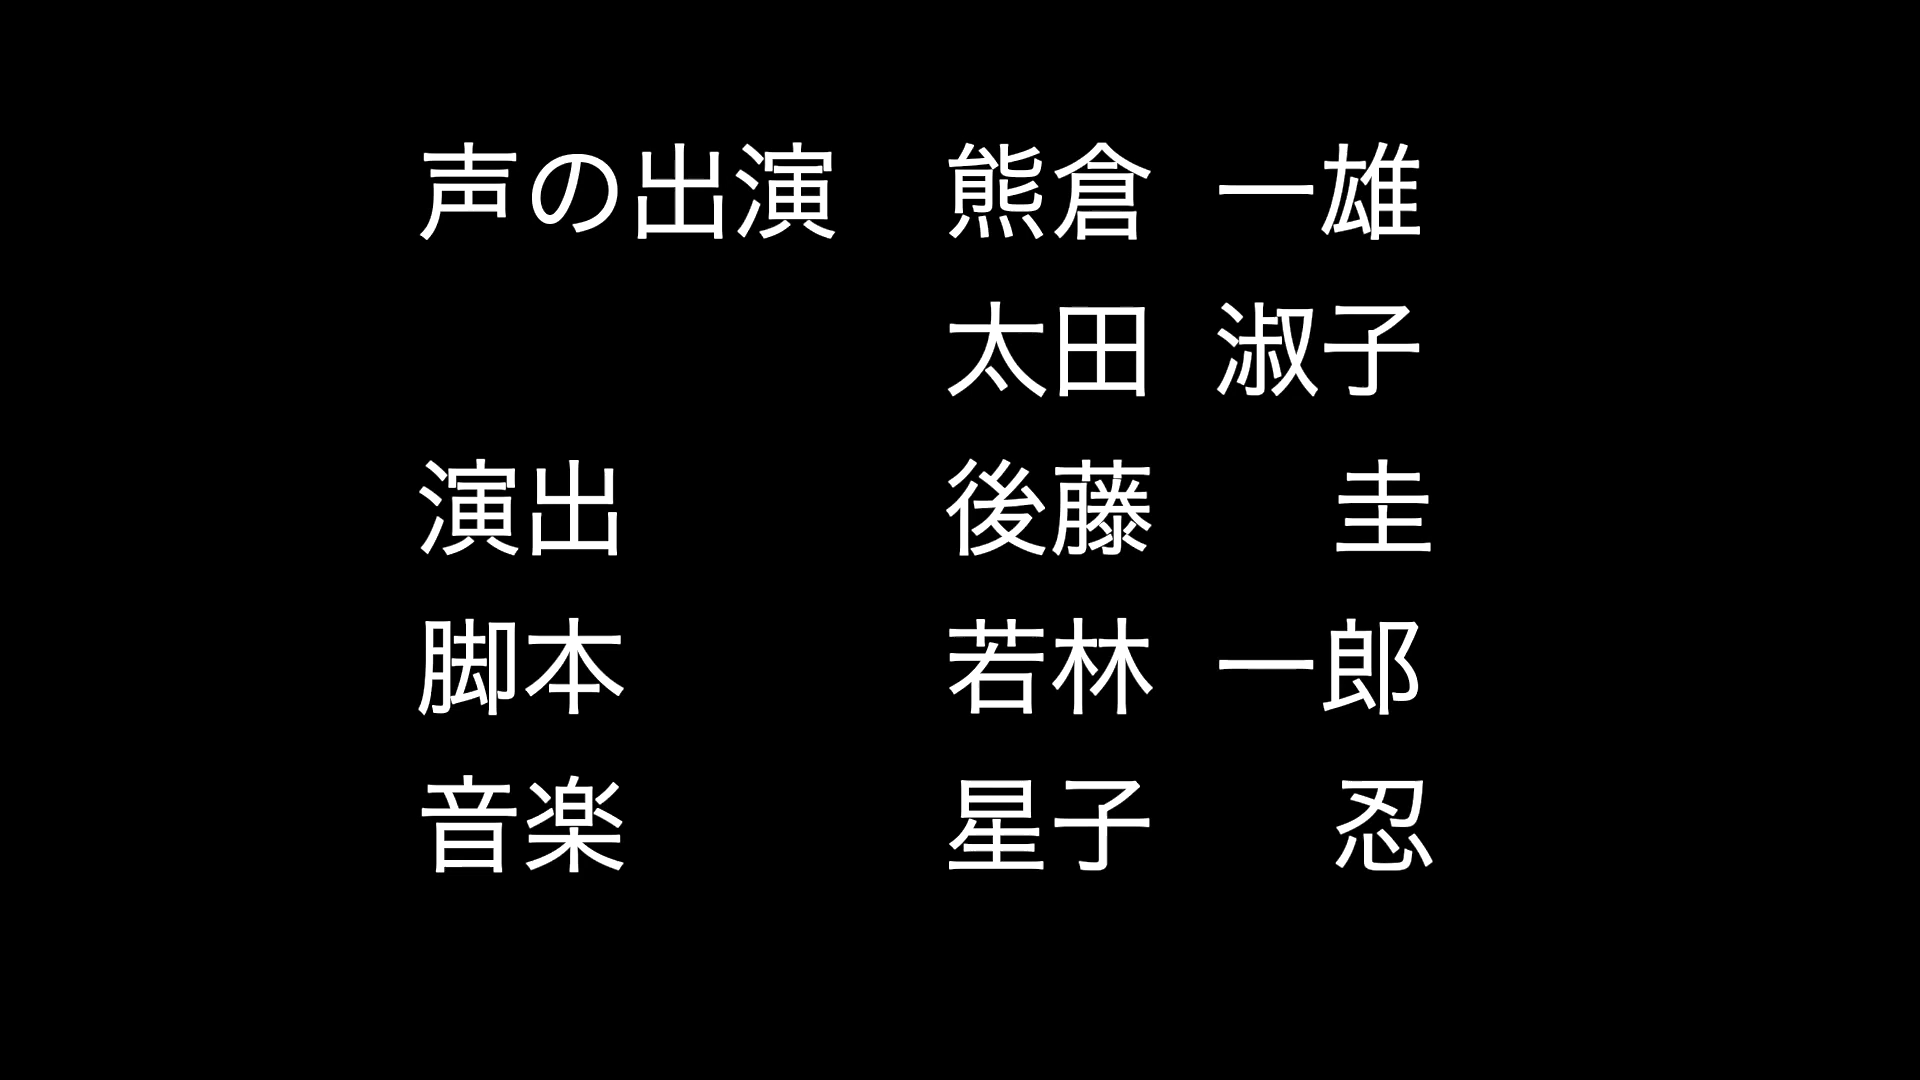 声の出演 熊倉 一雄
太田 淑子
演出 後藤 圭
脚本 若林 一郎
音楽 星子 忍